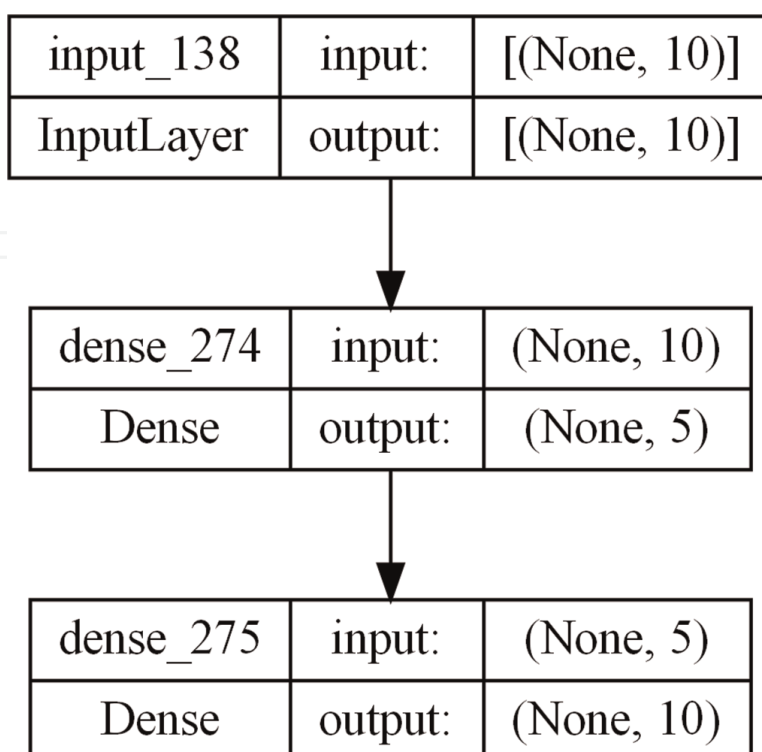 input_138 input: [(None, 10)]
InputLayer output: [(None, 10)]
dense_274 input: (None, 10)
Dense output: (None, 5)
dense_275 input: (None, 5)
Dense output: (None, 10)